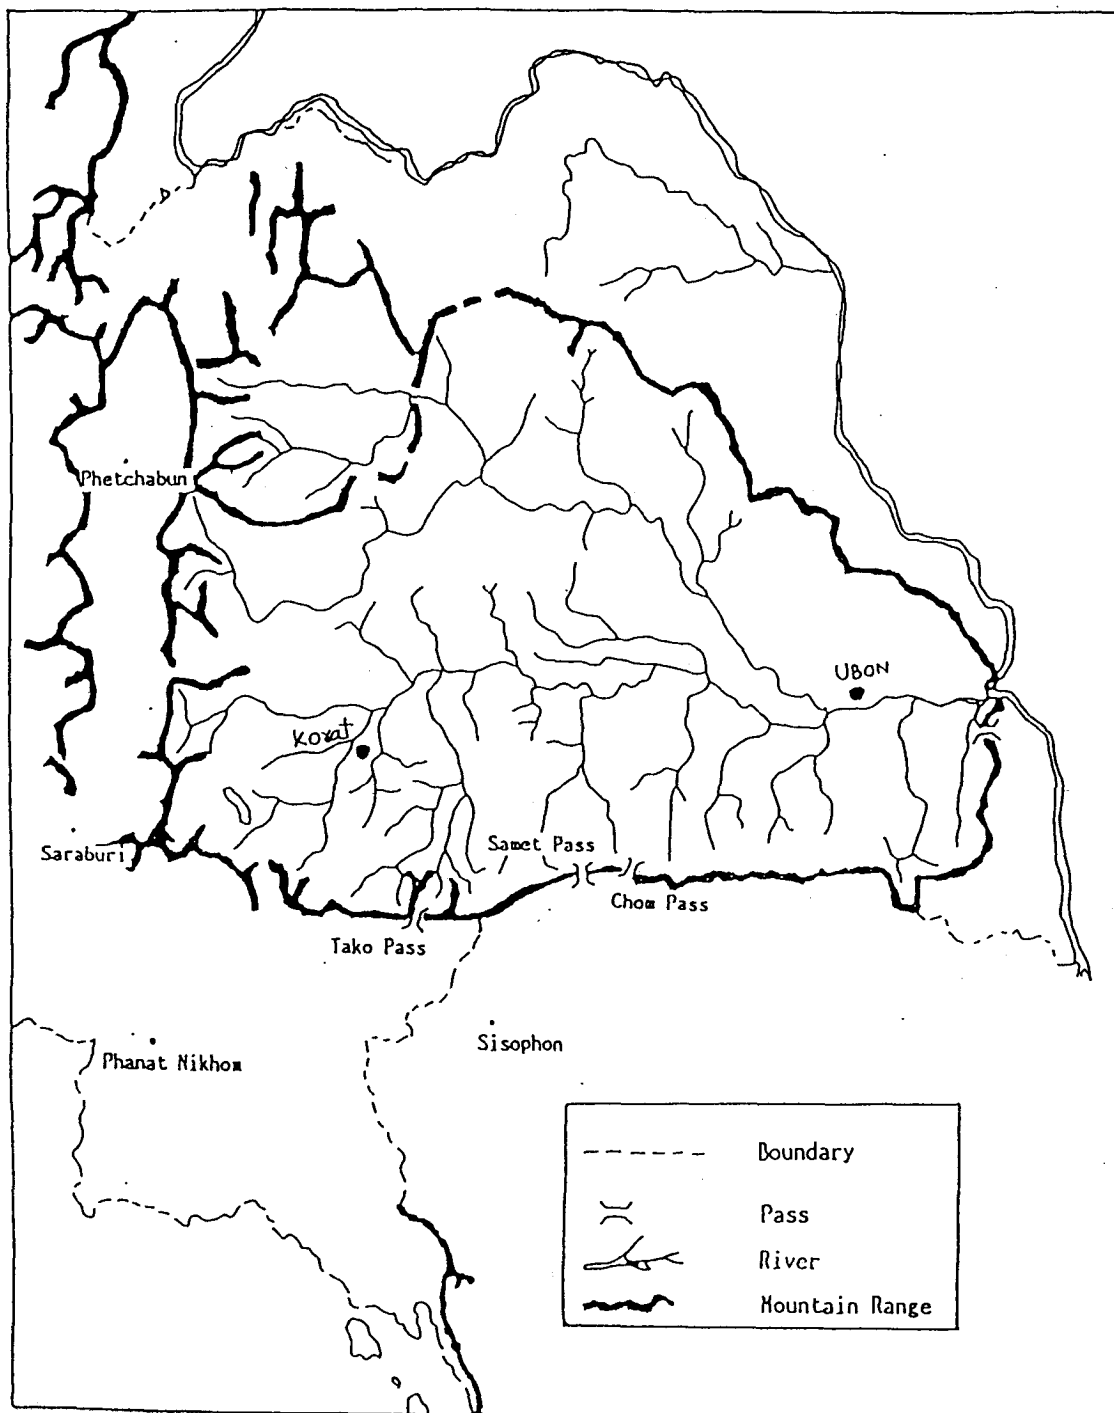 Phetchabun
UBON
Korat
Saraburi
Samet Pass
Chom Pass
Tako Pass
Sisophon
Phanat Nikhom
Boundary
Pass
River
Mountain Range